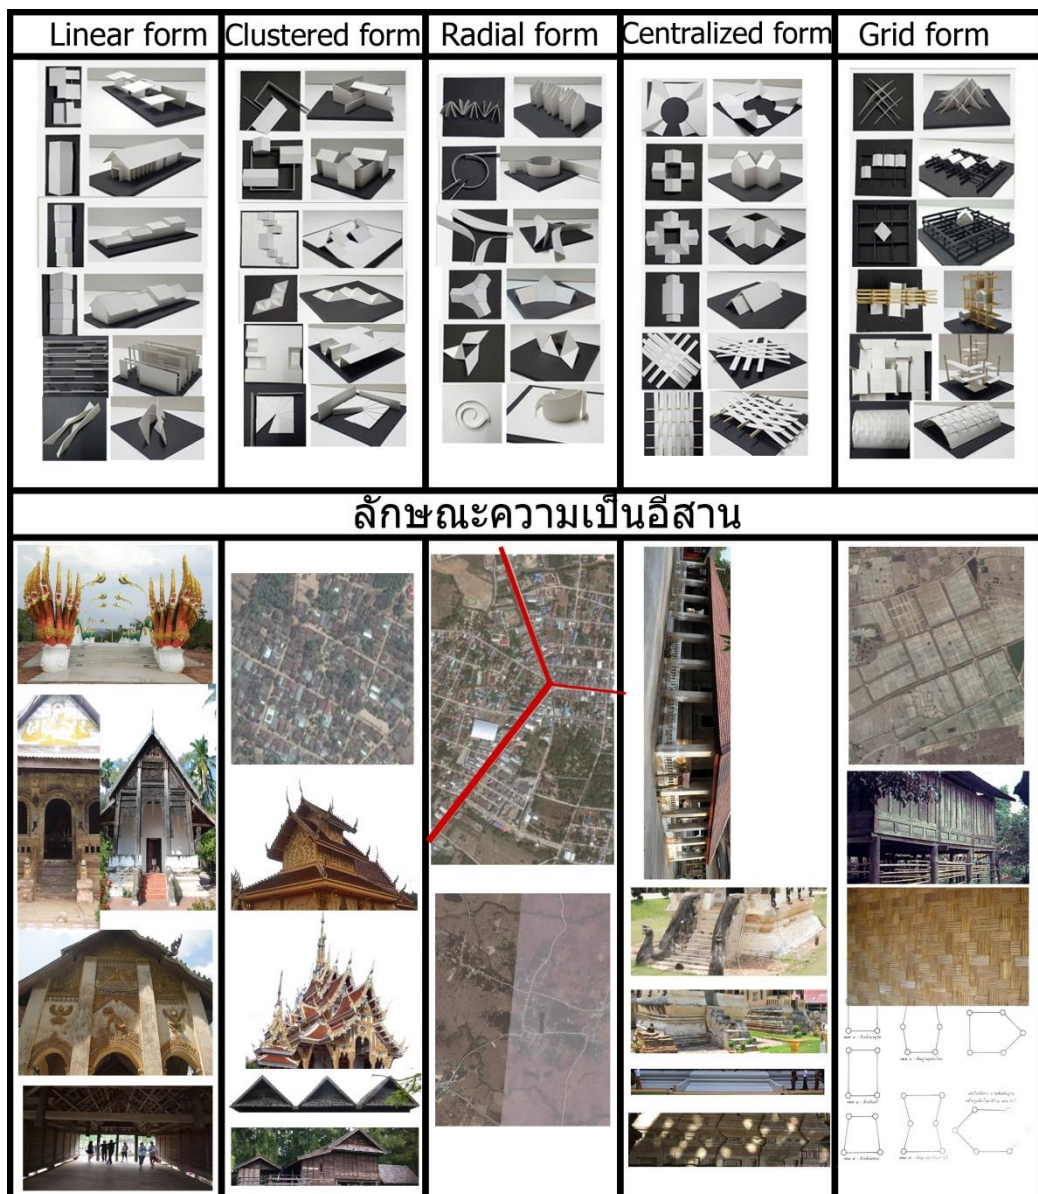 Linear form
Clustered form
Radial form
Centralized form
Grid form
ลักษณะความเป็นอีสาน